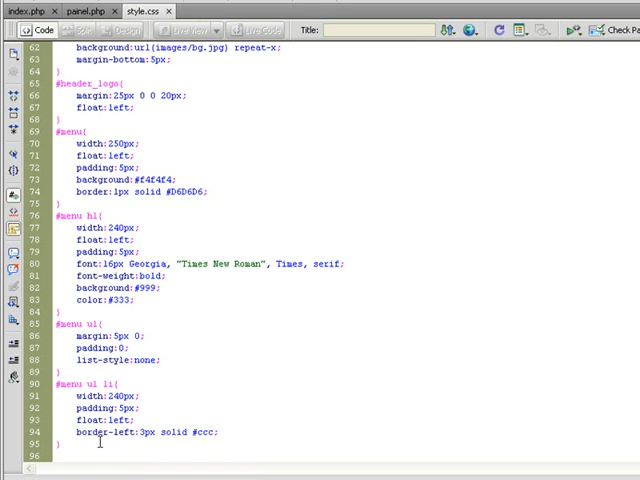 index.php × painel.php × style.css ×
Code Split Design Live View Live Code Title: Check Pa
62 background:url(images/bg.jpg) repeat-x;
63 margin-bottom:5px;
64 }
65 #header_logo{
66 margin:25px 0 0 20px;
67 float:left;
68 }
69 #menu{
70 width:250px;
71 float:left;
72 padding:5px;
73 background:#f4f4f4;
74 border:1px solid #D6D6D6;
75 }
76 #menu h1{
77 width:240px;
78 float:left;
79 padding:5px;
80 font:16px Georgia, "Times New Roman", Times, serif;
81 font-weight:bold;
82 background:#999;
83 color:#333;
84 }
85 #menu ul{
86 margin:5px 0;
87 padding:0;
88 list-style:none;
89 }
90 #menu ul li{
91 width:240px;
92 padding:5px;
93 float:left;
94 border-left:3px solid #ccc;
95 }
96